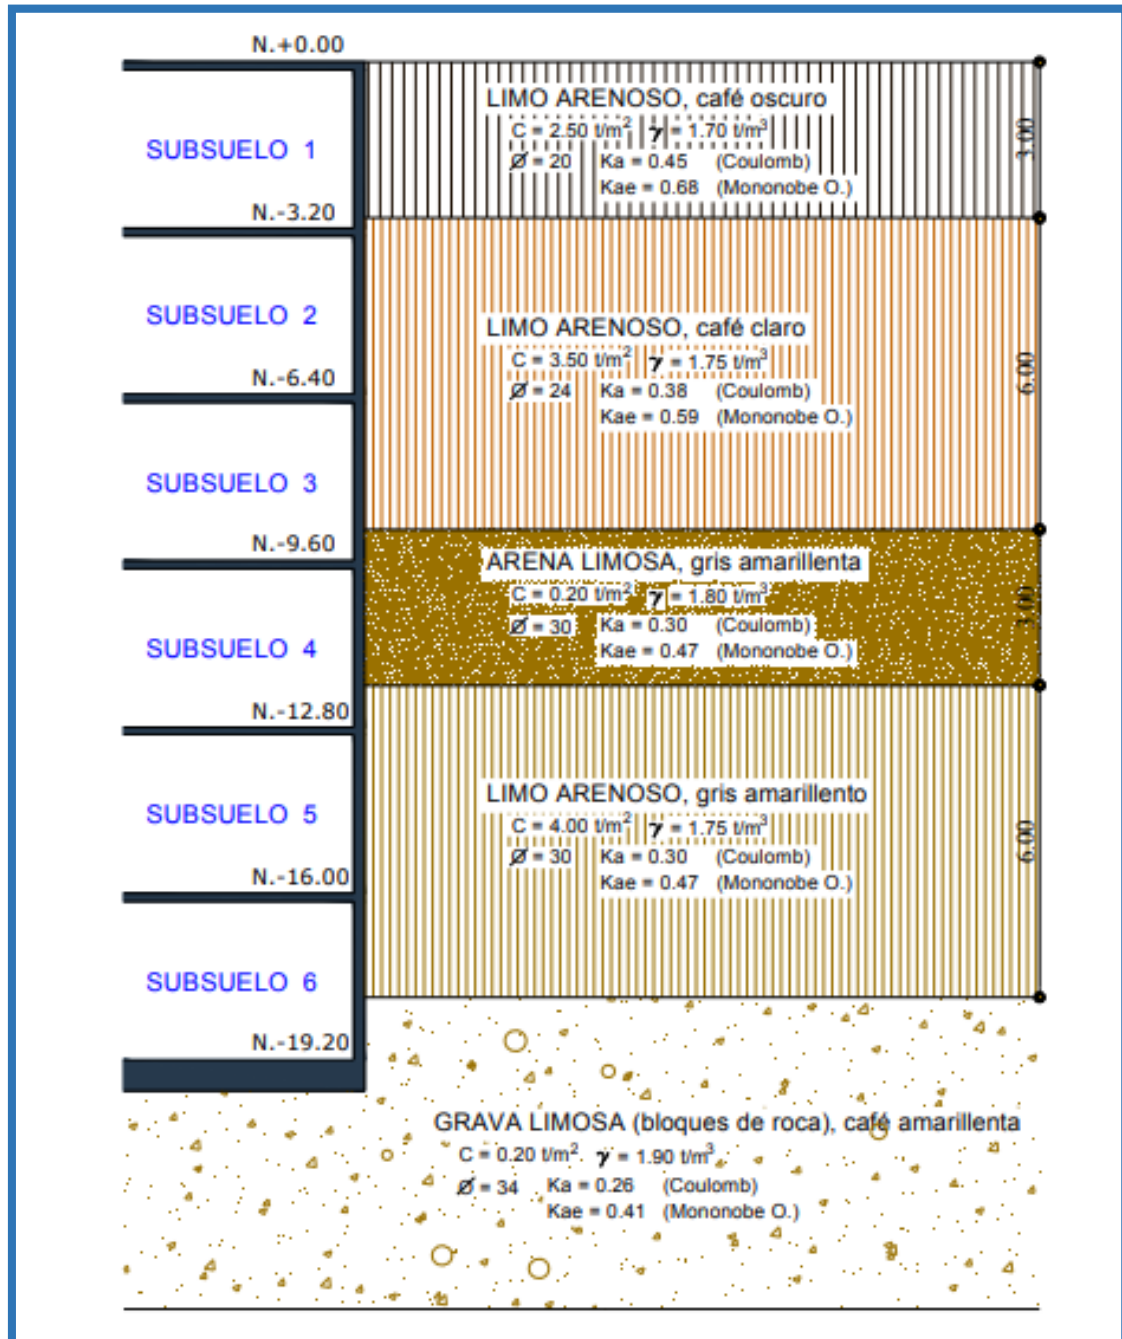 N.+0.00
LIMO ARENOSO, café oscuro
C = 2.50 t/m² γ = 1.70 t/m³
Ø = 20 Ka = 0.45 (Coulomb)
Kae = 0.68 (Mononobe O.)
3.00
SUBSUELO 1
N.-3.20
SUBSUELO 2
N.-6.40
LIMO ARENOSO, café claro
C = 3.50 t/m² γ = 1.75 t/m³
Ø = 24 Ka = 0.38 (Coulomb)
Kae = 0.59 (Mononobe O.)
6.00
SUBSUELO 3
N.-9.60
ARENA LIMOSA, gris amarillenta
C = 0.20 t/m² γ = 1.80 t/m³
Ø = 30 Ka = 0.30 (Coulomb)
Kae = 0.47 (Mononobe O.)
3.00
SUBSUELO 4
N.-12.80
LIMO ARENOSO, gris amarillento
C = 4.00 t/m² γ = 1.75 t/m³
Ø = 30 Ka = 0.30 (Coulomb)
Kae = 0.47 (Mononobe O.)
6.00
SUBSUELO 5
N.-16.00
SUBSUELO 6
N.-19.20
GRAVA LIMOSA (bloques de roca), café amarillenta
C = 0.20 t/m² γ = 1.90 t/m³
Ø = 34 Ka = 0.26 (Coulomb)
Kae = 0.41 (Mononobe O.)